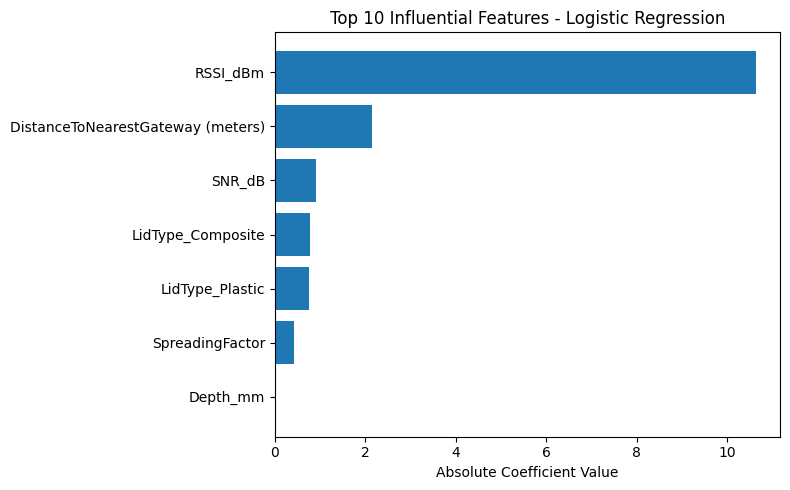 Top 10 Influential Features - Logistic Regression
RSSI_dBm
DistanceToNearestGateway (meters)
SNR_dB
LidType_Composite
LidType_Plastic
SpreadingFactor
Depth_mm
0 2 4 6 8 10
Absolute Coefficient Value